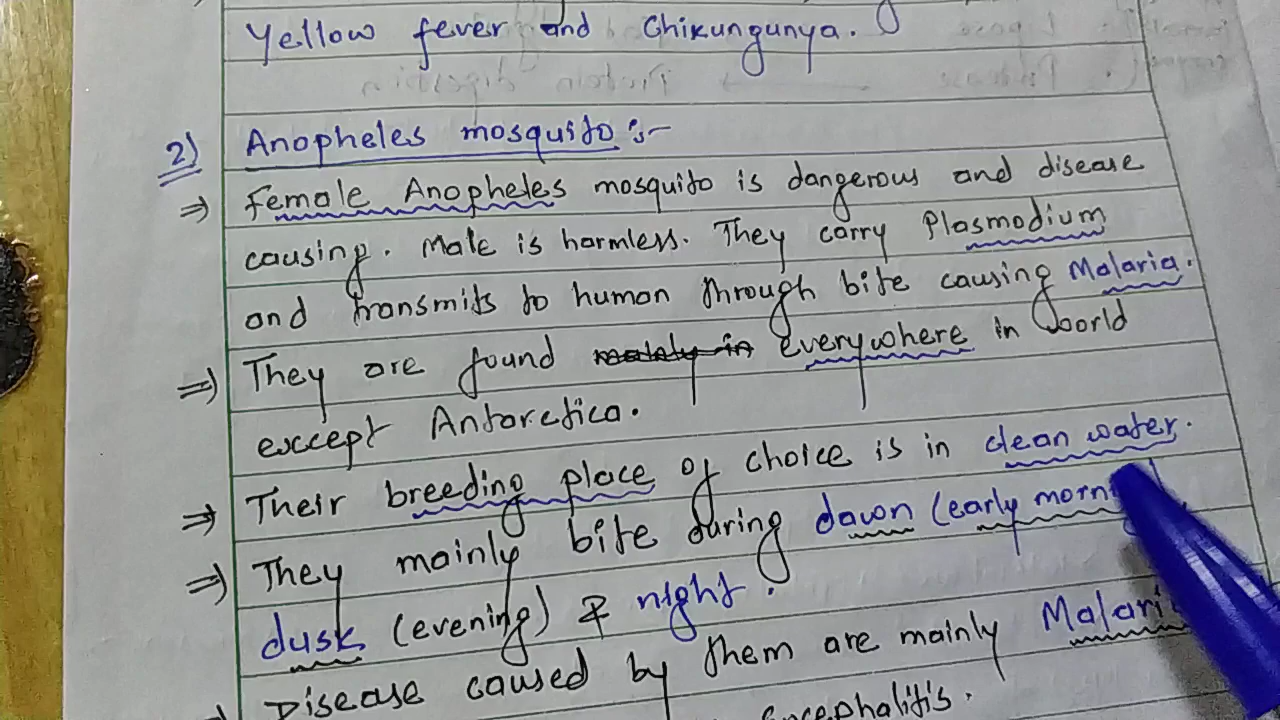 Yellow fever and Chikungunya.
2) Anopheles mosquito :-
⇒ Female Anopheles mosquito is dangerous and disease
causing. Male is harmless. They carry Plasmodium
and transmits to human through bite causing Malaria.
⇒ They are found mainly in everywhere in world
except Antarctica.
⇒ Their breeding place of choice is in clean water.
⇒ They mainly bite during dawn (early morn
dusk (evening) & night.
⇒ Disease caused by them are mainly Malari
encephalitis.